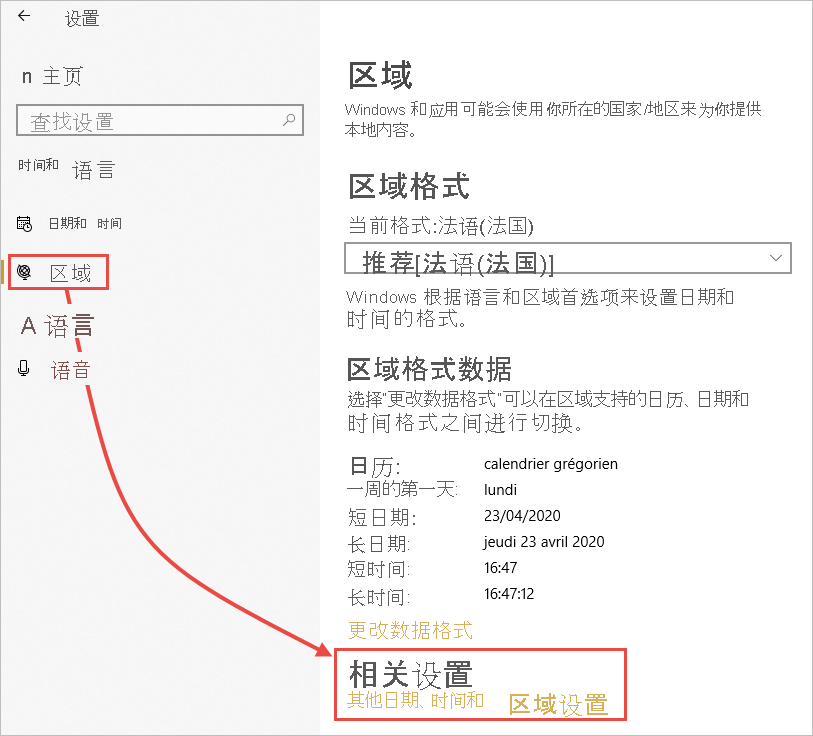 设置
n 主页
查找设置
时间和 语言
日期和 时间
区域
A 语言
语音
区域
Windows 和应用可能会使用你所在的国家/地区来为你提供
本地内容。
区域格式
当前格式:法语(法国)
推荐[法语(法国)]
Windows 根据语言和区域首选项来设置日期和
时间的格式。
区域格式数据
选择"更改数据格式"可以在区域支持的日历、日期和
时间格式之间进行切换。
日历: calendrier grégorien
一周的第一天: lundi
短日期: 23/04/2020
长日期: jeudi 23 avril 2020
短时间: 16:47
长时间: 16:47:12
更改数据格式
相关设置
其他日期、时间和 区域设置